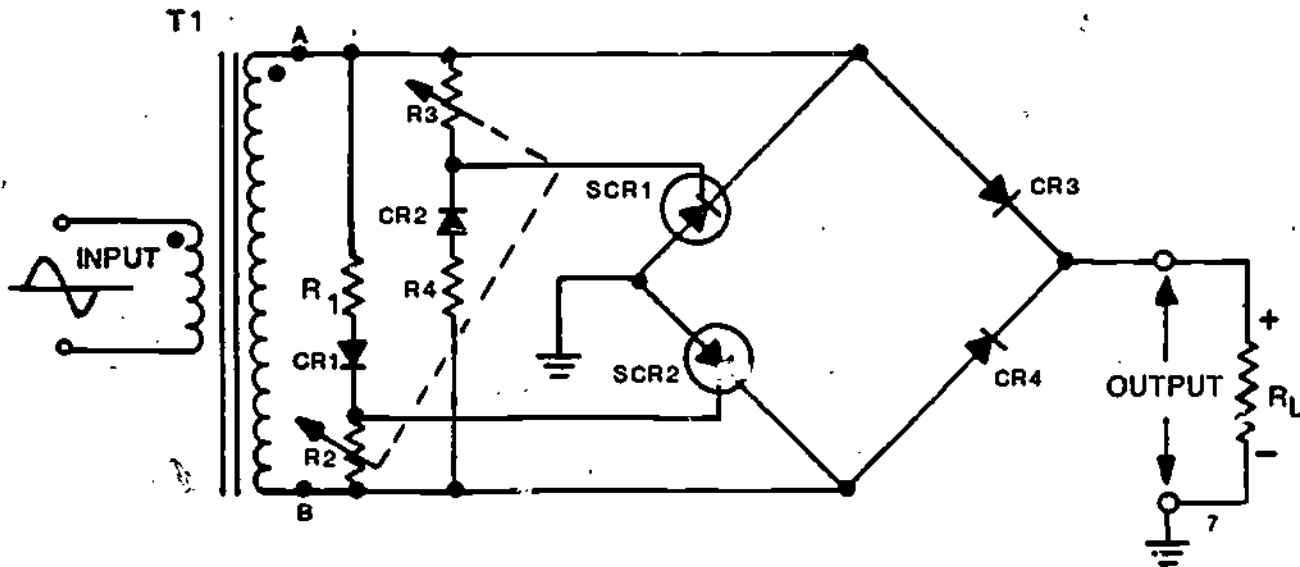 T1
A
R3
SCR1
CR3
CR2
INPUT
R1
R4
CR1
SCR2
CR4
OUTPUT
+
RL
-
R2
B
7